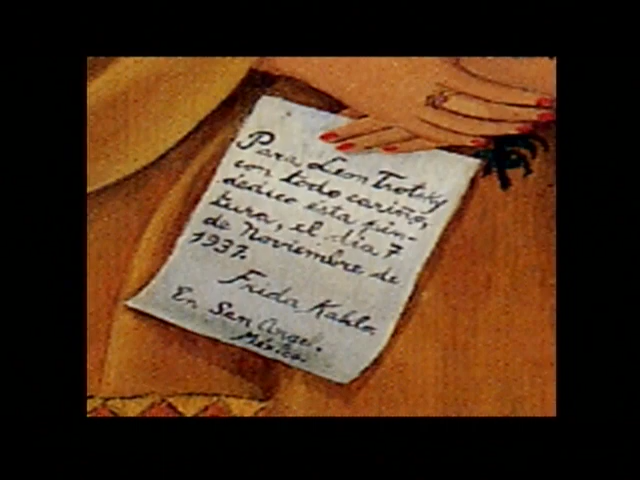 Para Leon Trotsky
con todo cariño,
dedico ésta pin-
tura, el día 7
de Noviembre de
1937.
Frida Kahlo.
En San Angel.
México.